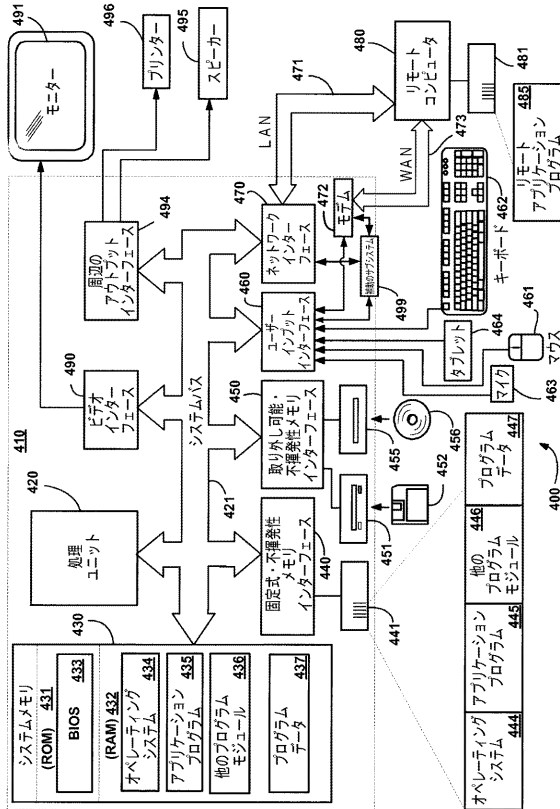 システムメモリ 430
(ROM) 431
BIOS 433
(RAM) 432
オペレーティング
システム 434
アプリケーション
プログラム 435
他のプログラム
モジュール 436
プログラム
データ 437
処理
ユニット
420
410
システムバス
421
ビデオインター
フェース
490
周辺の
アウトプット
インターフェース
494
モニター
491
プリンター
496
スピーカー
495
固定式・不揮発性
メモリ
インターフェース
440
取り外し可能・
不揮発性メモリ
インターフェース
450
ユーザー
インプット
インターフェース
460
ネットワーク
インター
フェース
470
モデム
472
補助のサブシステム
499
LAN
471
WAN
473
リモート
コンピュータ
480
481
リモート
アプリケーション
プログラム
485
441
451
452
455
456
マイク
463
マウス
461
タブレット
464
キーボード
462
オペレーティング
システム 444
アプリケーション
プログラム 445
他の
プログラム
モジュール
446
プログラム
データ 447
400